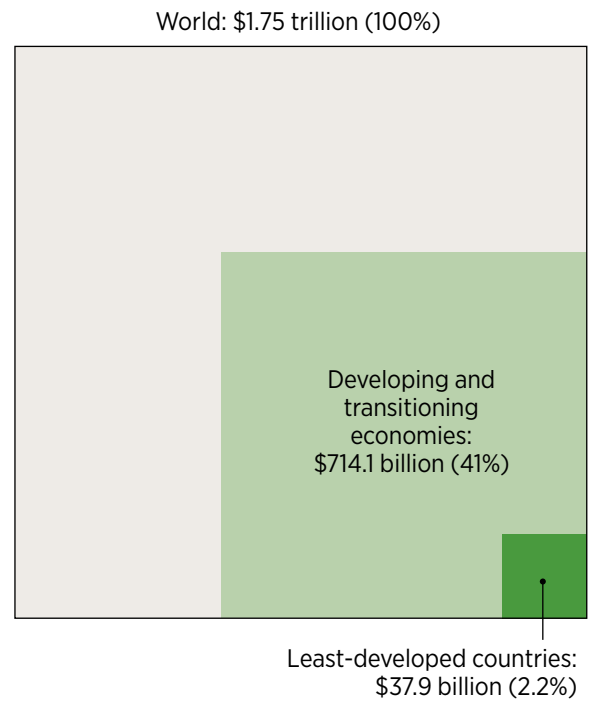 World: $1.75 trillion (100%)
Developing and
transitioning
economies:
$714.1 billion (41%)
Least-developed countries:
$37.9 billion (2.2%)